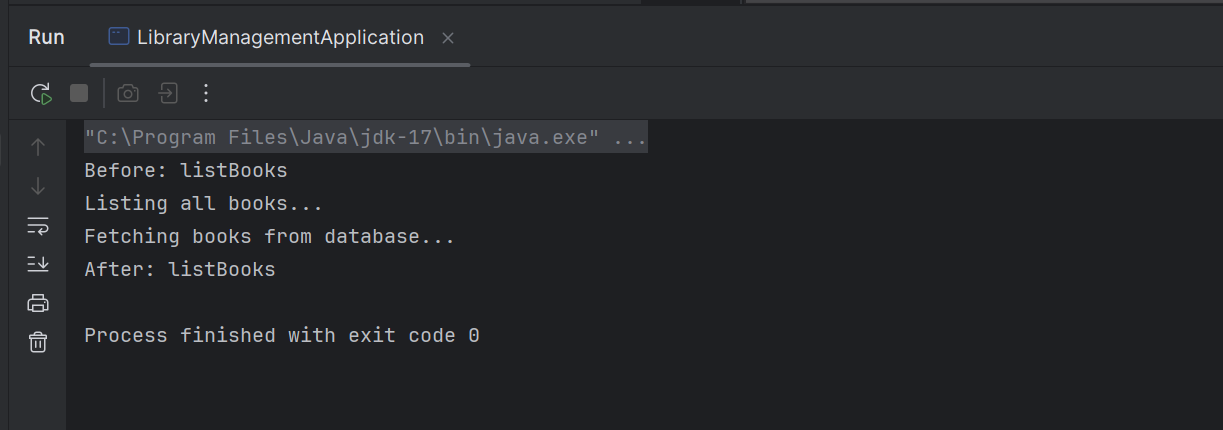 Run LibraryManagementApplication
"C:\Program Files\Java\jdk-17\bin\java.exe" ...
Before: listBooks
Listing all books...
Fetching books from database...
After: listBooks
Process finished with exit code 0